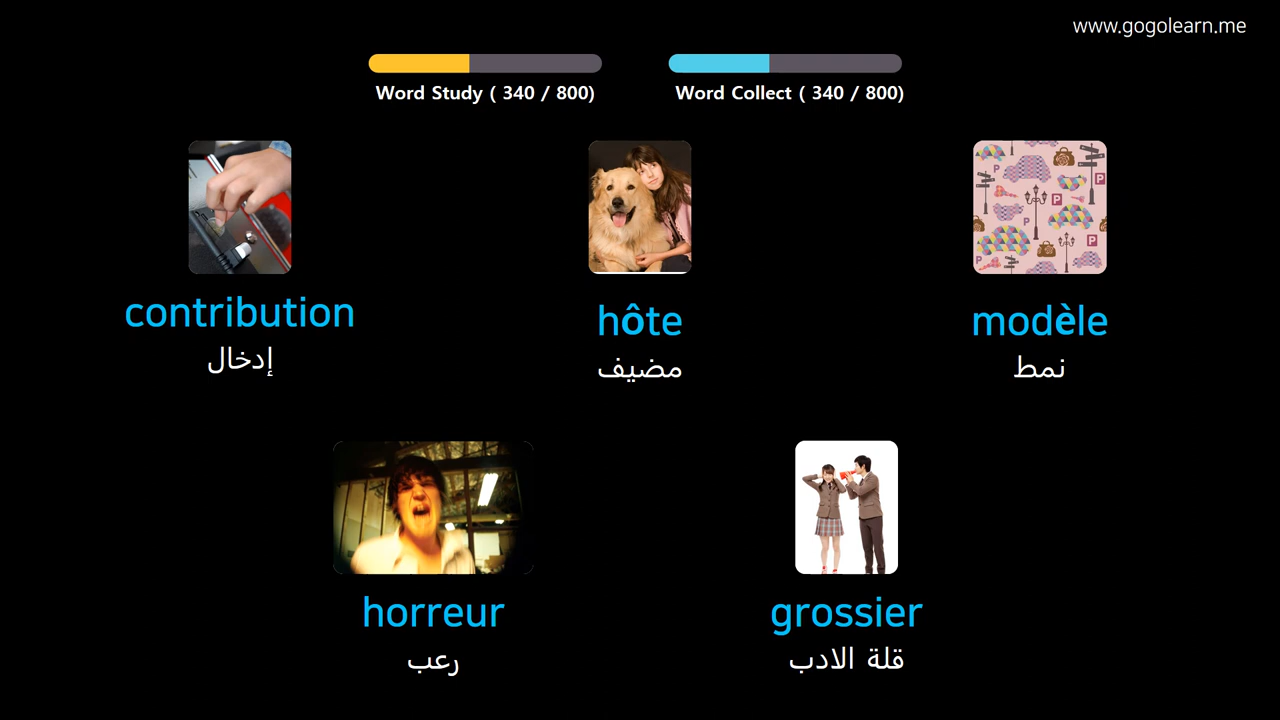 www.gogolearn.me
Word Study ( 340 / 800)
Word Collect ( 340 / 800)
contribution
إدخال
hôte
مضيف
modèle
نمط
horreur
رعب
grossier
قلة الادب